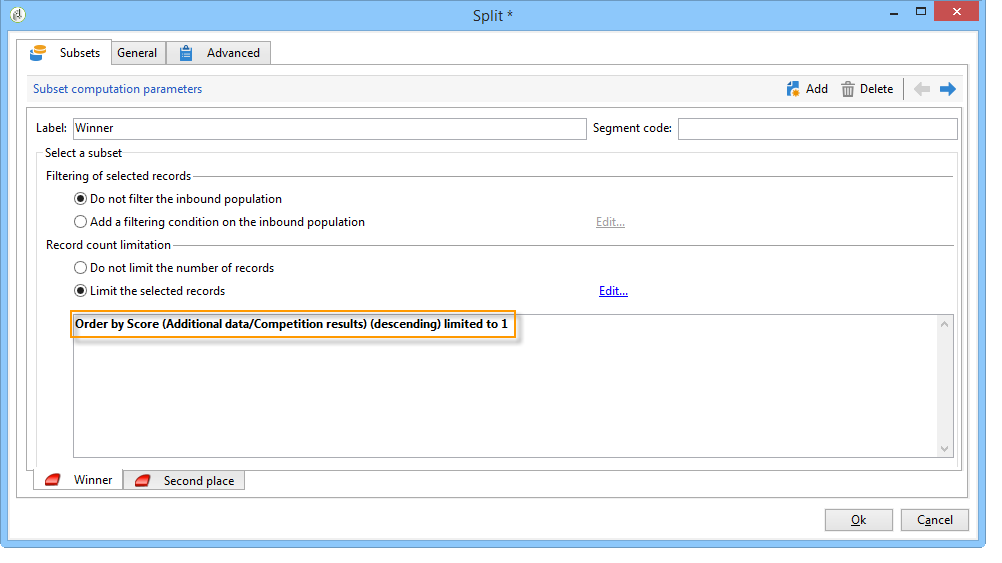 Split *
Subsets General Advanced
Subset computation parameters Add Delete
Label: Winner Segment code:
Select a subset
Filtering of selected records
Do not filter the inbound population
Add a filtering condition on the inbound population Edit...
Record count limitation
Do not limit the number of records
Limit the selected records Edit...
Order by Score (Additional data/Competition results) (descending) limited to 1
Winner Second place
Ok Cancel